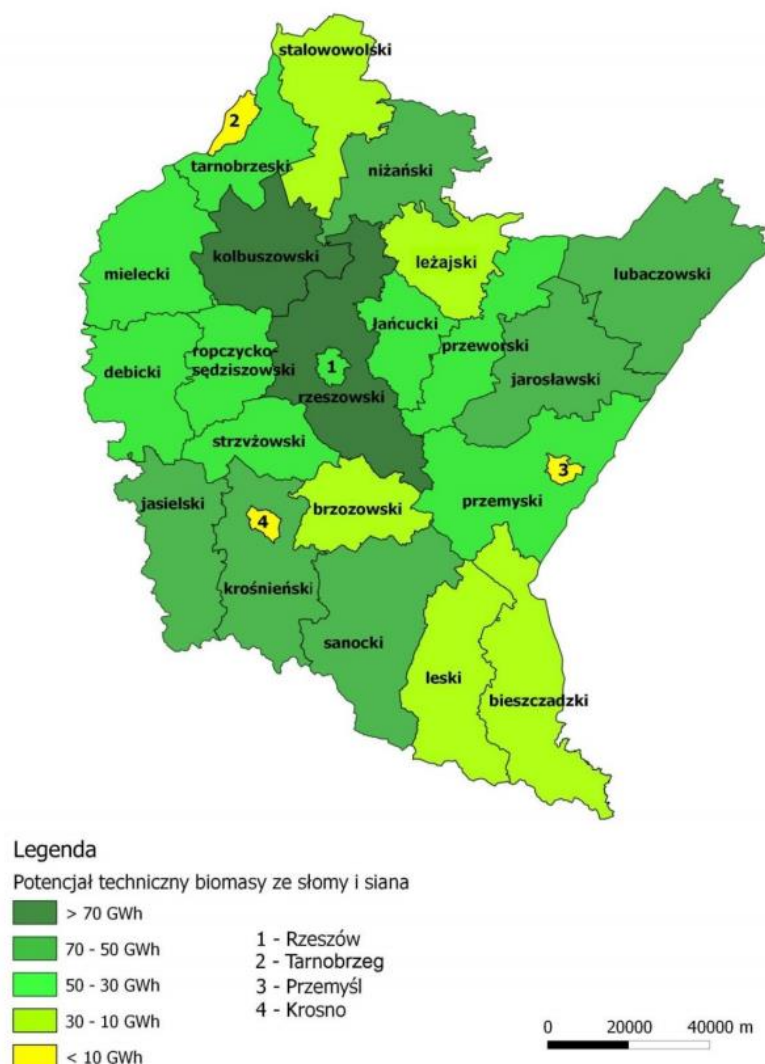 stalowowolski
2
tarnobrzeski
niżański
kolbuszowski
leżajski
mielecki
lubaczowski
łańcucki
ropczycko-
sędziszowski
przeworski
debicki
1
jarosławski
rzeszowski
strzyżowski
3
jasielski
brzozowski
przemyski
4
krośnieński
sanocki
leski
bieszczadzki
Legenda
Potencjał techniczny biomasy ze słomy i siana
> 70 GWh
70 - 50 GWh
50 - 30 GWh
30 - 10 GWh
< 10 GWh
1 - Rzeszów
2 - Tarnobrzeg
3 - Przemyśl
4 - Krosno
0 20000 40000 m